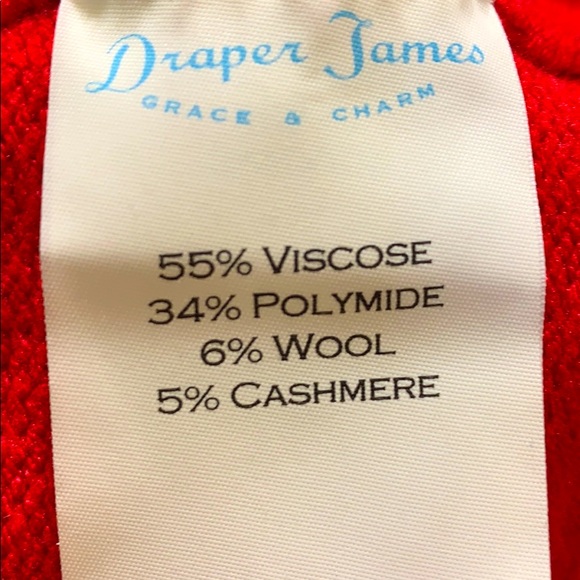 Draper James
GRACE & CHARM
55% VISCOSE
34% POLYMIDE
6% WOOL
5% CASHMERE